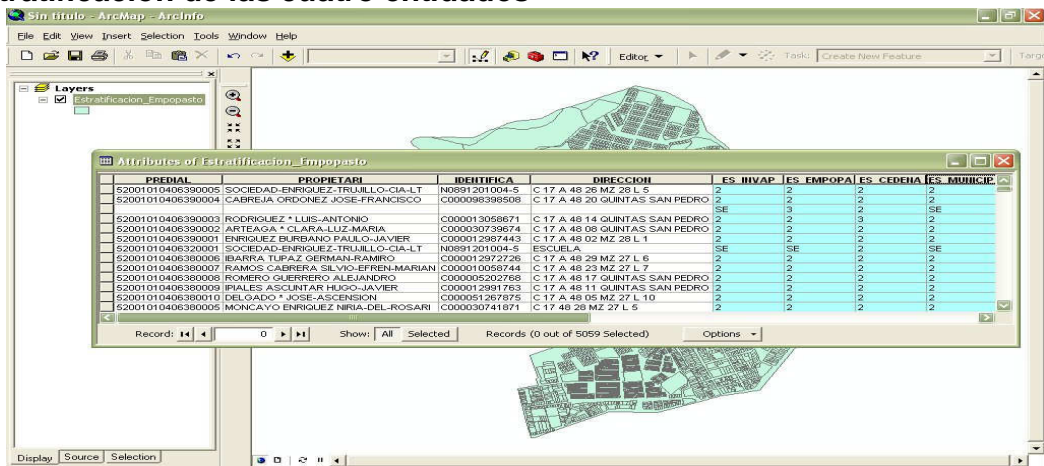 tratificación de las cuatro entidades
Sin título - ArcMap - ArcInfo
File Edit View Insert Selection Tools Window Help
Editor Task: Create New Feature Targ
Layers
Estratificacion_Empopasto
Attributes of Estratificacion_Empopasto
PREDIAL PROPIETARI IDENTIFICA DIRECCION ES_INVAP ES_EMPOPA ES_CEDENA ES_MUNICIP
52001010406390005 SOCIEDAD-ENRIQUEZ-TRUJILLO-CIA-LT N0891201004-5 C 17 A 48 26 MZ 28 L 5 2 2 2 2
52001010406390004 CABREJA ORDONEZ JOSE-FRANCISCO C000098398508 C 17 A 48 20 QUINTAS SAN PEDRO 2 2 2 2
SE 3 2 SE
52001010406390003 RODRIGUEZ * LUIS-ANTONIO C000013058671 C 17 A 48 14 QUINTAS SAN PEDRO 2 2 3 2
52001010406390002 ARTEAGA * CLARA-LUZ-MARIA C000030739674 C 17 A 48 08 QUINTAS SAN PEDRO 2 2 2 2
52001010406390001 ENRIQUEZ BURBANO PAULO-JAVIER C000012987443 C 17 A 48 02 MZ 28 L 1 2 2 2 2
52001010406320001 SOCIEDAD-ENRIQUEZ-TRUJILLO-CIA-LT N0891201004-5 ESCUELA SE SE 2 SE
52001010406380006 IBARRA TUPAZ GERMAN-RAMIRO C000012972726 C 17 A 48 29 MZ 27 L 6 2 2 2 2
52001010406380007 RAMOS CABRERA SILVIO-EFREN-MARIAN C000010058744 C 17 A 48 23 MZ 27 L 7 2 2 2 2
52001010406380008 ROMERO GUERRERO ALEJANDRO C000005202768 C 17 A 48 17 QUINTAS SAN PEDRO 2 2 2 2
52001010406380009 IPIALES ASCUNTAR HUGO-JAVIER C000012991763 C 17 A 48 11 QUINTAS SAN PEDRO 2 2 2 2
52001010406380010 DELGADO * JOSE-ASCENSION C000051267875 C 17 A 48 05 MZ 27 L 10 2 2 2 2
52001010406380005 MONCAYO ENRIQUEZ NIRIA-DEL-ROSARI C000030741871 C 17 48 28 MZ 27 L 5 2 2 2 2
Record: 0 Show: All Selected Records (0 out of 5059 Selected) Options
Display Source Selection